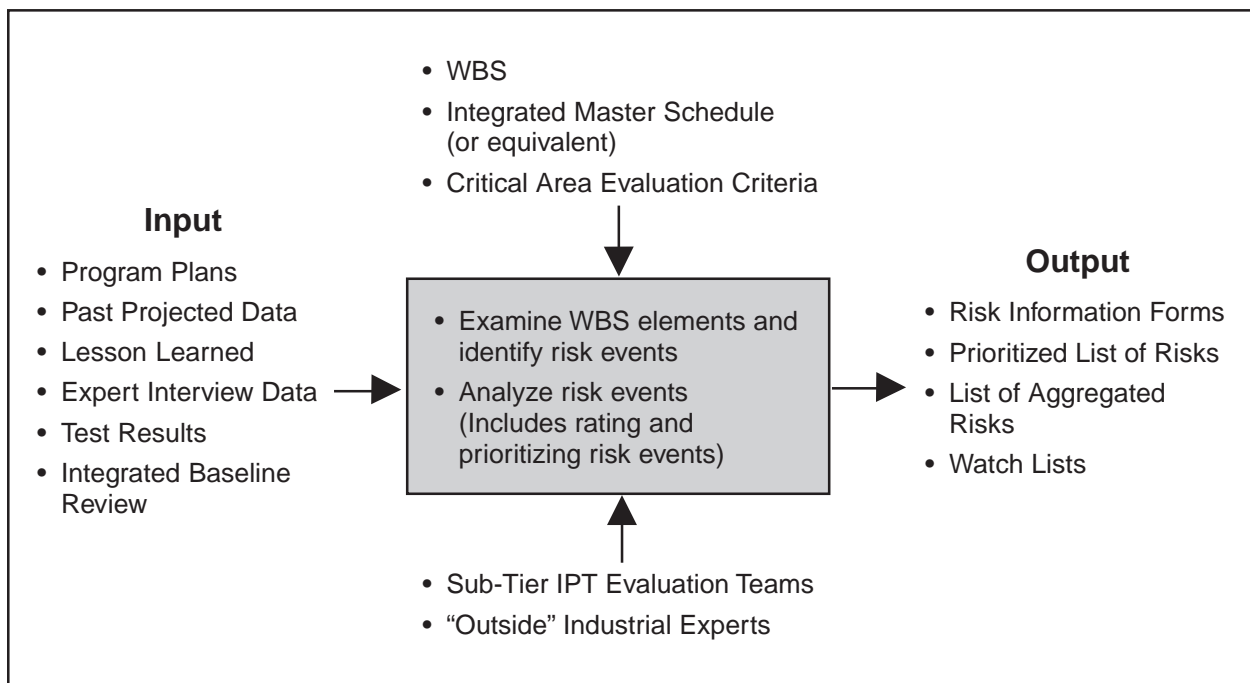 • WBS
• Integrated Master Schedule
(or equivalent)
• Critical Area Evaluation Criteria
Input
• Program Plans
• Past Projected Data
• Lesson Learned
• Expert Interview Data
• Test Results
• Integrated Baseline
Review
• Examine WBS elements and
identify risk events
• Analyze risk events
(Includes rating and
prioritizing risk events)
Output
• Risk Information Forms
• Prioritized List of Risks
• List of Aggregated
Risks
• Watch Lists
• Sub-Tier IPT Evaluation Teams
• “Outside” Industrial Experts